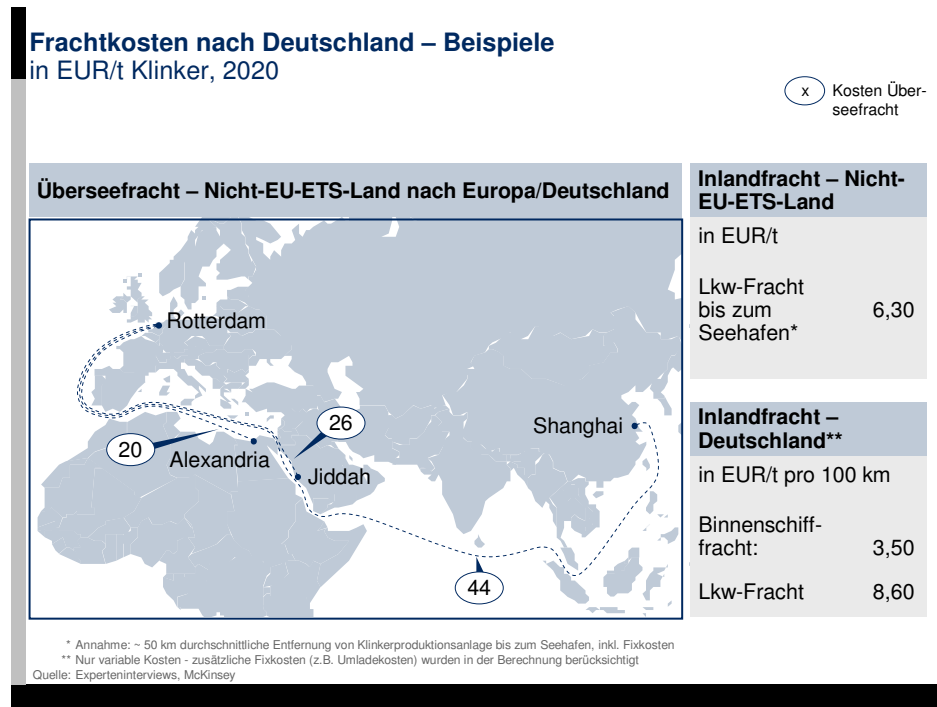 Frachtkosten nach Deutschland – Beispiele
in EUR/t Klinker, 2020
x
Kosten Über-
seefracht
Überseefracht – Nicht-EU-ETS-Land nach Europa/Deutschland
Rotterdam
20
Alexandria
26
Jiddah
Shanghai
44
Inlandfracht – Nicht-
EU-ETS-Land
in EUR/t
Lkw-Fracht
bis zum
Seehafen*
6,30
Inlandfracht –
Deutschland**
in EUR/t pro 100 km
Binnenschiff-
fracht: 3,50
Lkw-Fracht 8,60
* Annahme: ~ 50 km durchschnittliche Entfernung von Klinkerproduktionsanlage bis zum Seehafen, inkl. Fixkosten
** Nur variable Kosten - zusätzliche Fixkosten (z.B. Umladekosten) wurden in der Berechnung berücksichtigt
Quelle: Experteninterviews, McKinsey